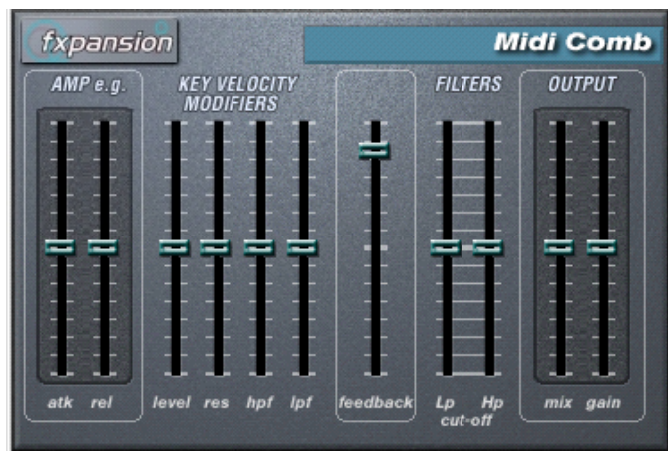 fxpansion
Midi Comb
AMP e.g.
KEY VELOCITY
MODIFIERS
FILTERS
OUTPUT
atk rel
level res hpf lpf
feedback
Lp Hp
cut-off
mix gain